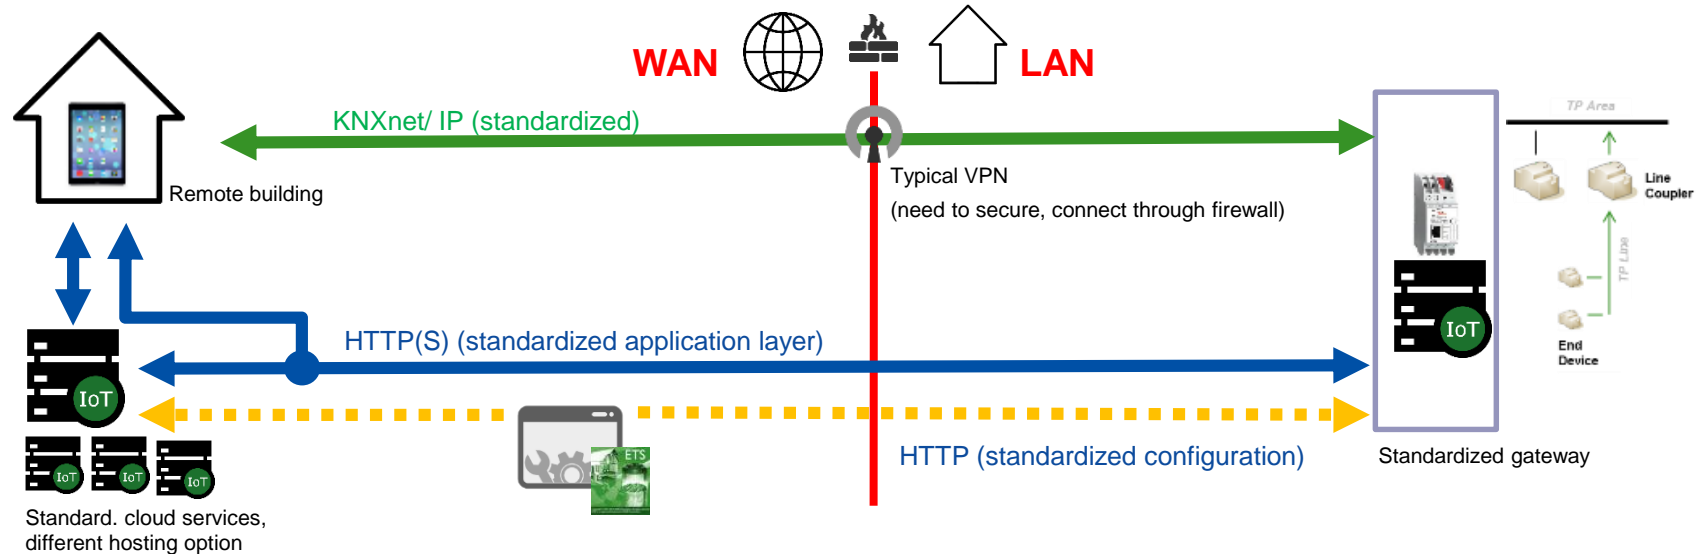 WAN
LAN
KNXnet/ IP (standardized)
TP Area
Remote building
Typical VPN
(need to secure, connect through firewall)
Line
Coupler
TP Line
HTTP(S) (standardized application layer)
IoT
End
Device
IoT
ETS
HTTP (standardized configuration)
Standardized gateway
IoT
IoT
IoT
Standard. cloud services,
different hosting option